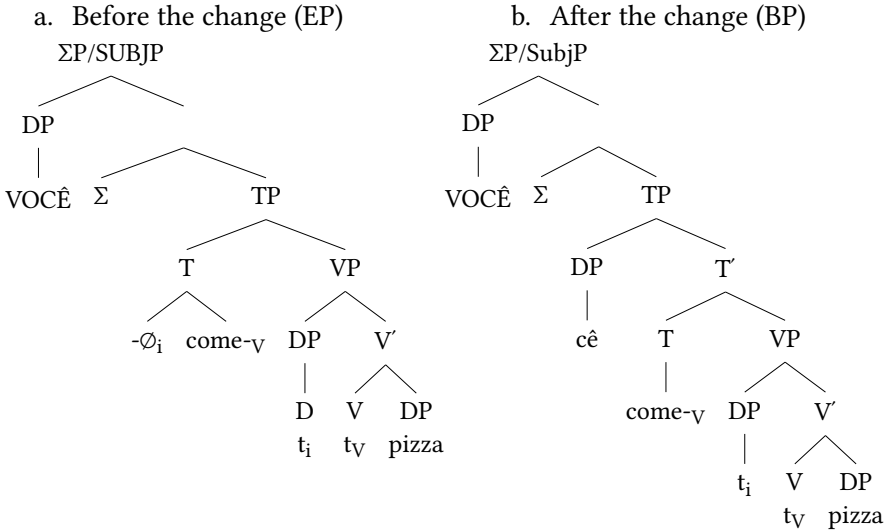 a. Before the change (EP)
ΣP/SUBJP
DP
VOCÊ Σ TP
T VP
-∅i come-V DP V′
D V DP
ti tV pizza
b. After the change (BP)
ΣP/SubjP
DP
VOCÊ Σ TP
DP T′
cê T VP
come-V DP V′
ti V DP
tV pizza